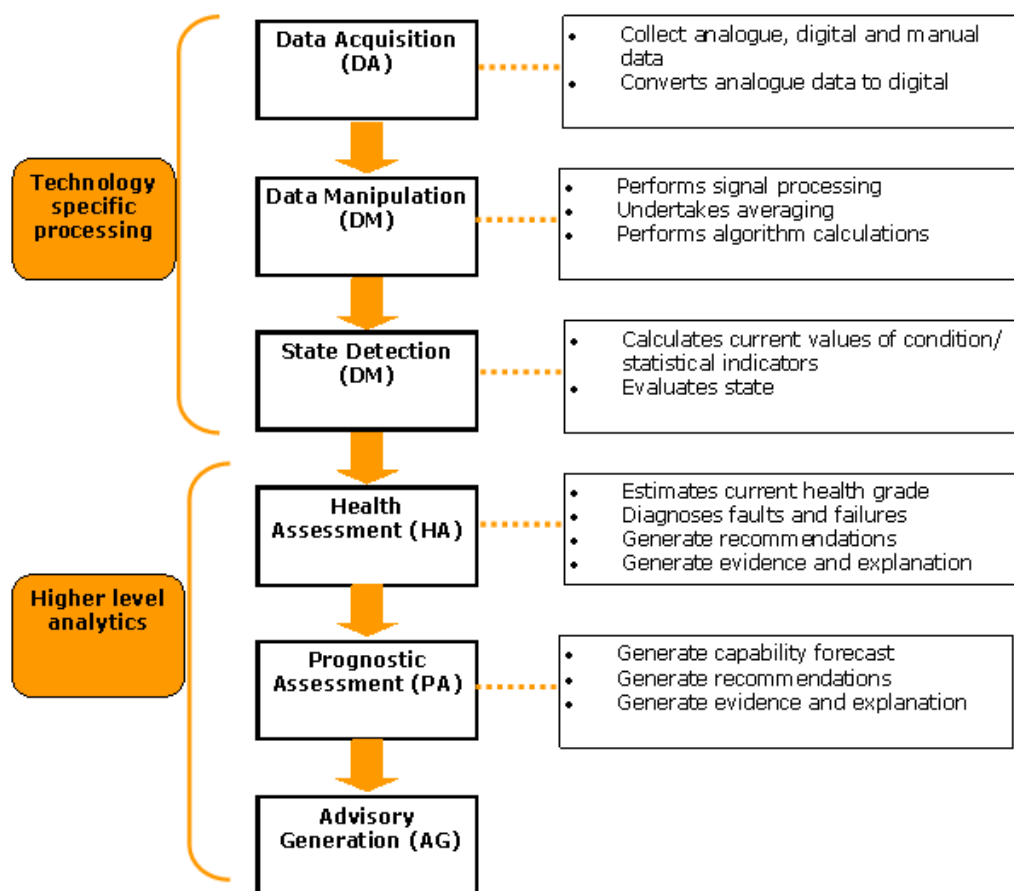 Data Acquisition
(DA)
• Collect analogue, digital and manual
data
• Converts analogue data to digital
Technology
specific
processing
Data Manipulation
(DM)
• Performs signal processing
• Undertakes averaging
• Performs algorithm calculations
State Detection
(DM)
• Calculates current values of condition/
statistical indicators
• Evaluates state
Health
Assessment (HA)
• Estimates current health grade
• Diagnoses faults and failures
• Generate recommendations
• Generate evidence and explanation
Higher level
analytics
Prognostic
Assessment (PA)
• Generate capability forecast
• Generate recommendations
• Generate evidence and explanation
Advisory
Generation (AG)